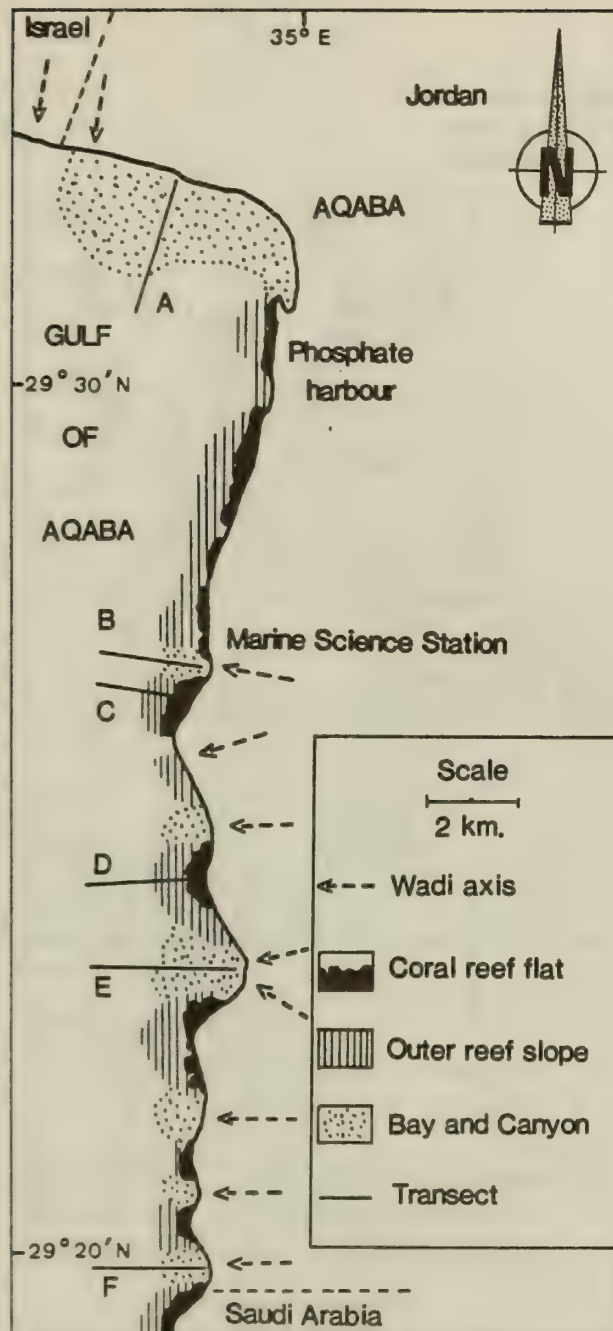 Israel
35° E
Jordan
N
AQABA
A
GULF
Phosphate
harbour
29° 30' N
OF
AQABA
B
Marine Science Station
C
Scale
2 km.
D
Wadi axis
E
Coral reef flat
Outer reef slope
Bay and Canyon
Transect
29° 20' N
F
Saudi Arabia